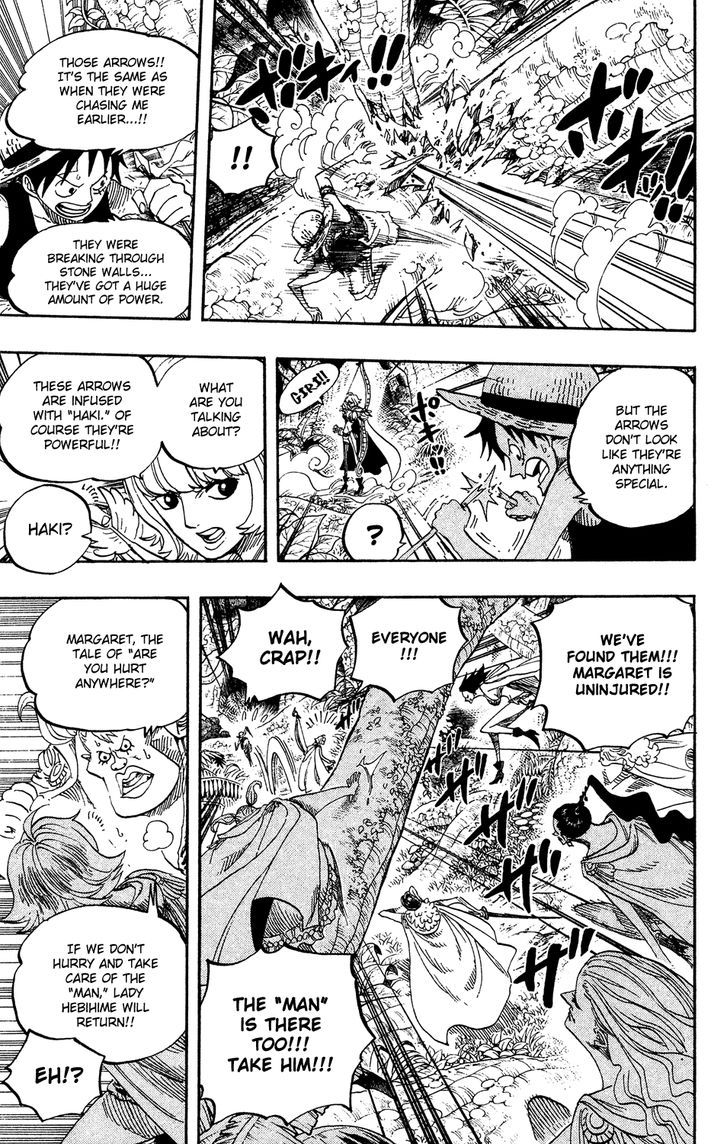 !!
THOSE ARROWS!!
IT'S THE SAME AS
WHEN THEY WERE
CHASING ME
EARLIER...!!
THEY WERE
BREAKING THROUGH
STONE WALLS...
THEY'VE GOT A HUGE
AMOUNT OF POWER.
BUT THE
ARROWS
DON'T LOOK
LIKE THEY'RE
ANYTHING
SPECIAL.
?
GIRI!!
WHAT
ARE YOU
TALKING
ABOUT?
THESE ARROWS
ARE INFUSED
WITH "HAKI." OF
COURSE THEY'RE
POWERFUL!!
HAKI?
WE'VE
FOUND THEM!!!
MARGARET IS
UNINJURED!!
EVERYONE
!!!
WAH,
CRAP!!
THE "MAN"
IS THERE
TOO!!!
TAKE HIM!!!
MARGARET, THE
TALE OF "ARE
YOU HURT
ANYWHERE?"
IF WE DON'T
HURRY AND TAKE
CARE OF THE
"MAN," LADY
HEBIHIME WILL
RETURN!!
EH!?